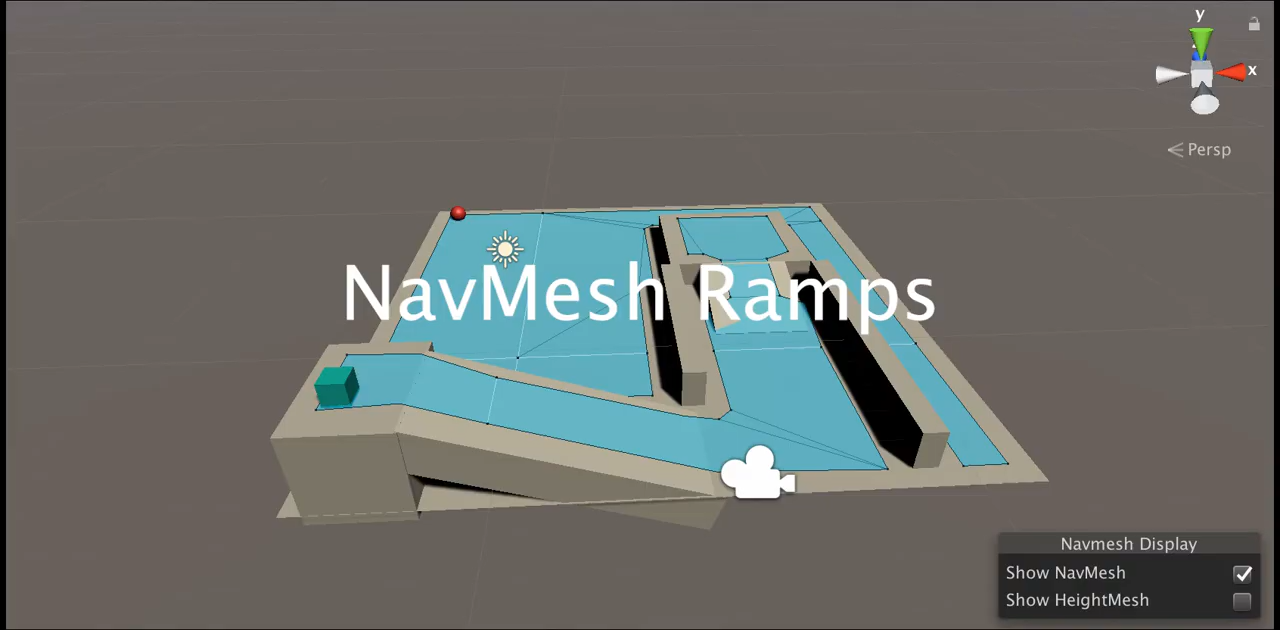 y
x
Persp
NavMesh Ramps
Navmesh Display
Show NavMesh
Show HeightMesh